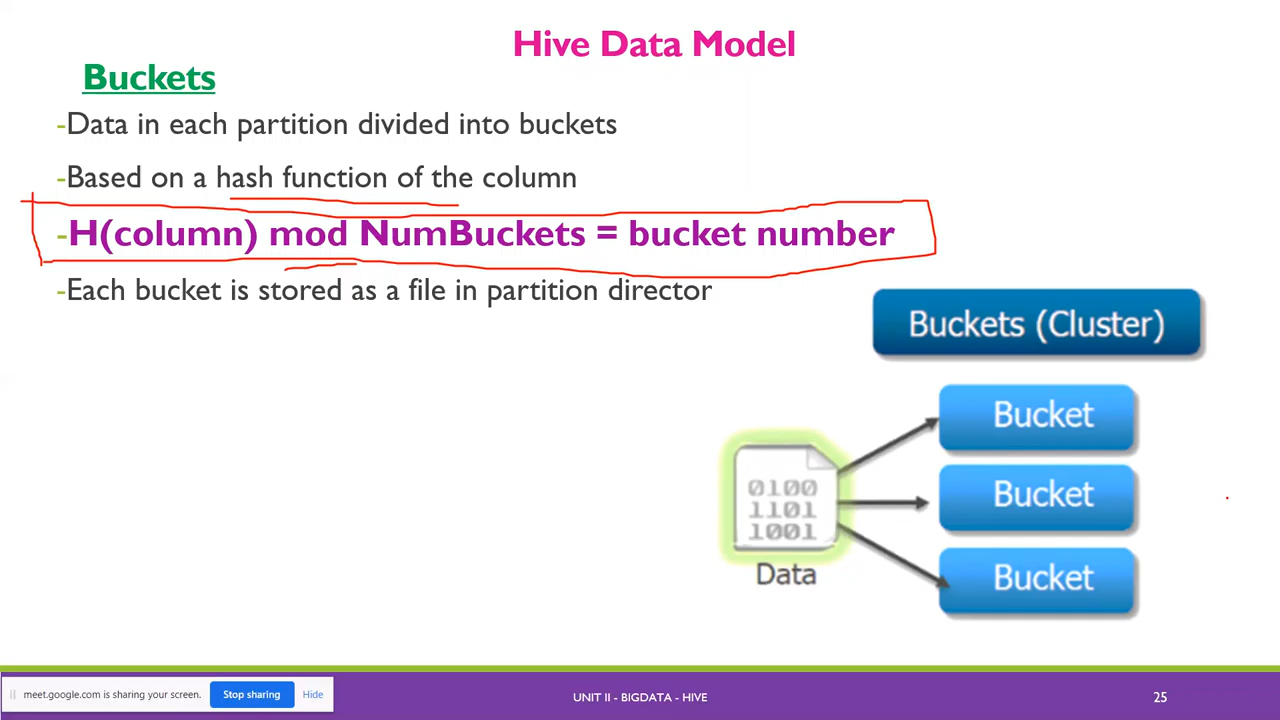 Hive Data Model
Buckets
-Data in each partition divided into buckets
-Based on a hash function of the column
-H(column) mod NumBuckets = bucket number
-Each bucket is stored as a file in partition director
Buckets (Cluster)
Bucket
0100
1101
1001
Bucket
Data
Bucket
meet.google.com is sharing your screen.
Stop sharing
Hide
UNIT II - BIGDATA - HIVE
25